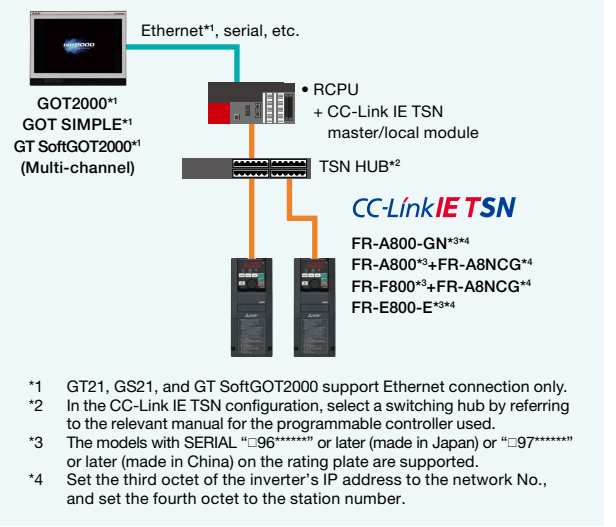 Ethernet*1, serial, etc.
GOT2000
GOT2000*1
GOT SIMPLE*1
GT SoftGOT2000*1
(Multi-channel)
• RCPU
+ CC-Link IE TSN
master/local module
TSN HUB*2
CC-Link IE TSN
FR-A800-GN*3*4
FR-A800*3+FR-A8NCG*4
FR-F800*3+FR-A8NCG*4
FR-E800-E*3*4
*1 GT21, GS21, and GT SoftGOT2000 support Ethernet connection only.
*2 In the CC-Link IE TSN configuration, select a switching hub by referring
to the relevant manual for the programmable controller used.
*3 The models with SERIAL “□96******” or later (made in Japan) or “□97******”
or later (made in China) on the rating plate are supported.
*4 Set the third octet of the inverter’s IP address to the network No.,
and set the fourth octet to the station number.